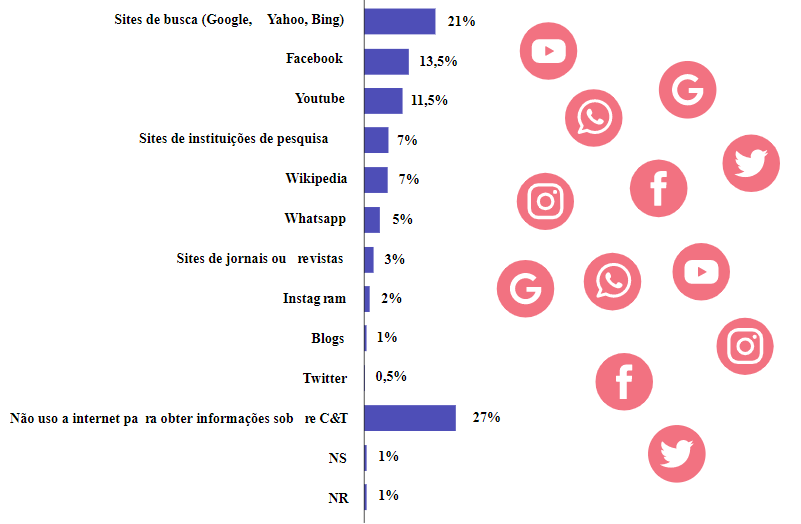 Sites de busca (Google, Yahoo, Bing) 21%
Facebook 13,5%
Youtube 11,5%
Sites de instituições de pesquisa 7%
Wikipedia 7%
Whatsapp 5%
Sites de jornais ou revistas 3%
Instag ram 2%
Blogs 1%
Twitter 0,5%
Não uso a internet pa ra obter informações sob re C&T 27%
NS 1%
NR 1%